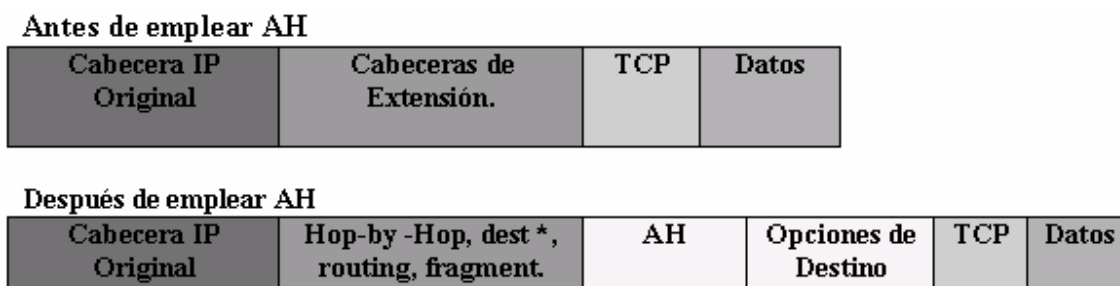 Antes de emplear AH
Cabecera IP
Original
Cabeceras de
Extensión.
TCP
Datos
Después de emplear AH
Cabecera IP
Original
Hop-by -Hop, dest *,
routing, fragment.
AH
Opciones de
Destino
TCP
Datos